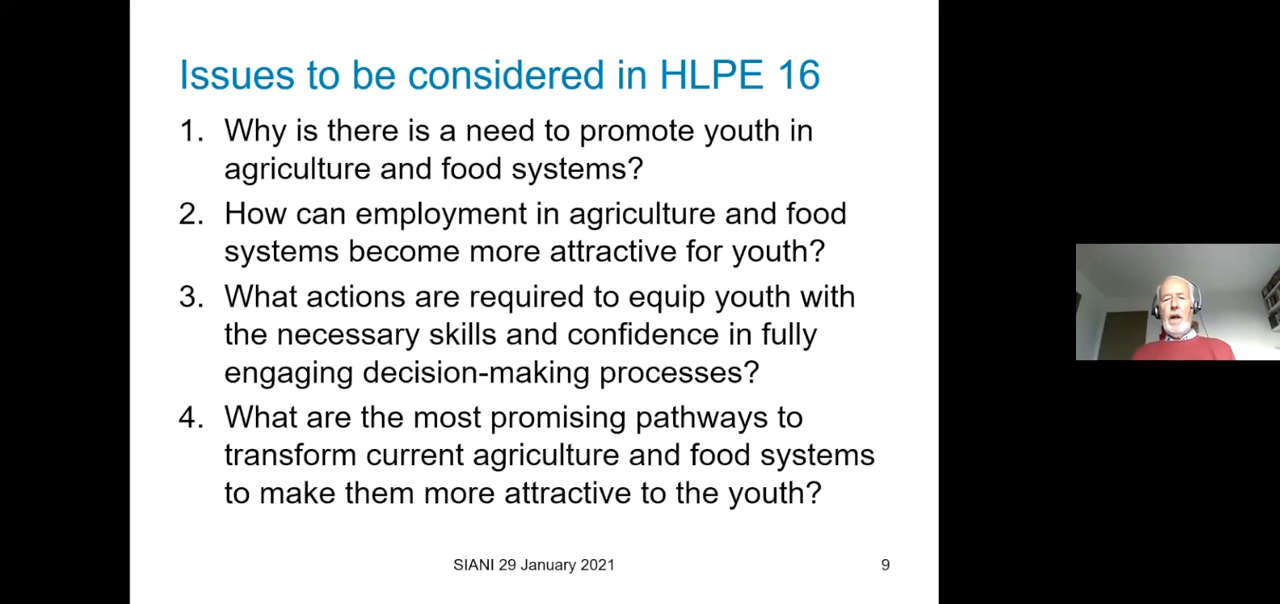 Issues to be considered in HLPE 16
1. Why is there is a need to promote youth in
agriculture and food systems?
2. How can employment in agriculture and food
systems become more attractive for youth?
3. What actions are required to equip youth with
the necessary skills and confidence in fully
engaging decision-making processes?
4. What are the most promising pathways to
transform current agriculture and food systems
to make them more attractive to the youth?
SIANI 29 January 2021
9